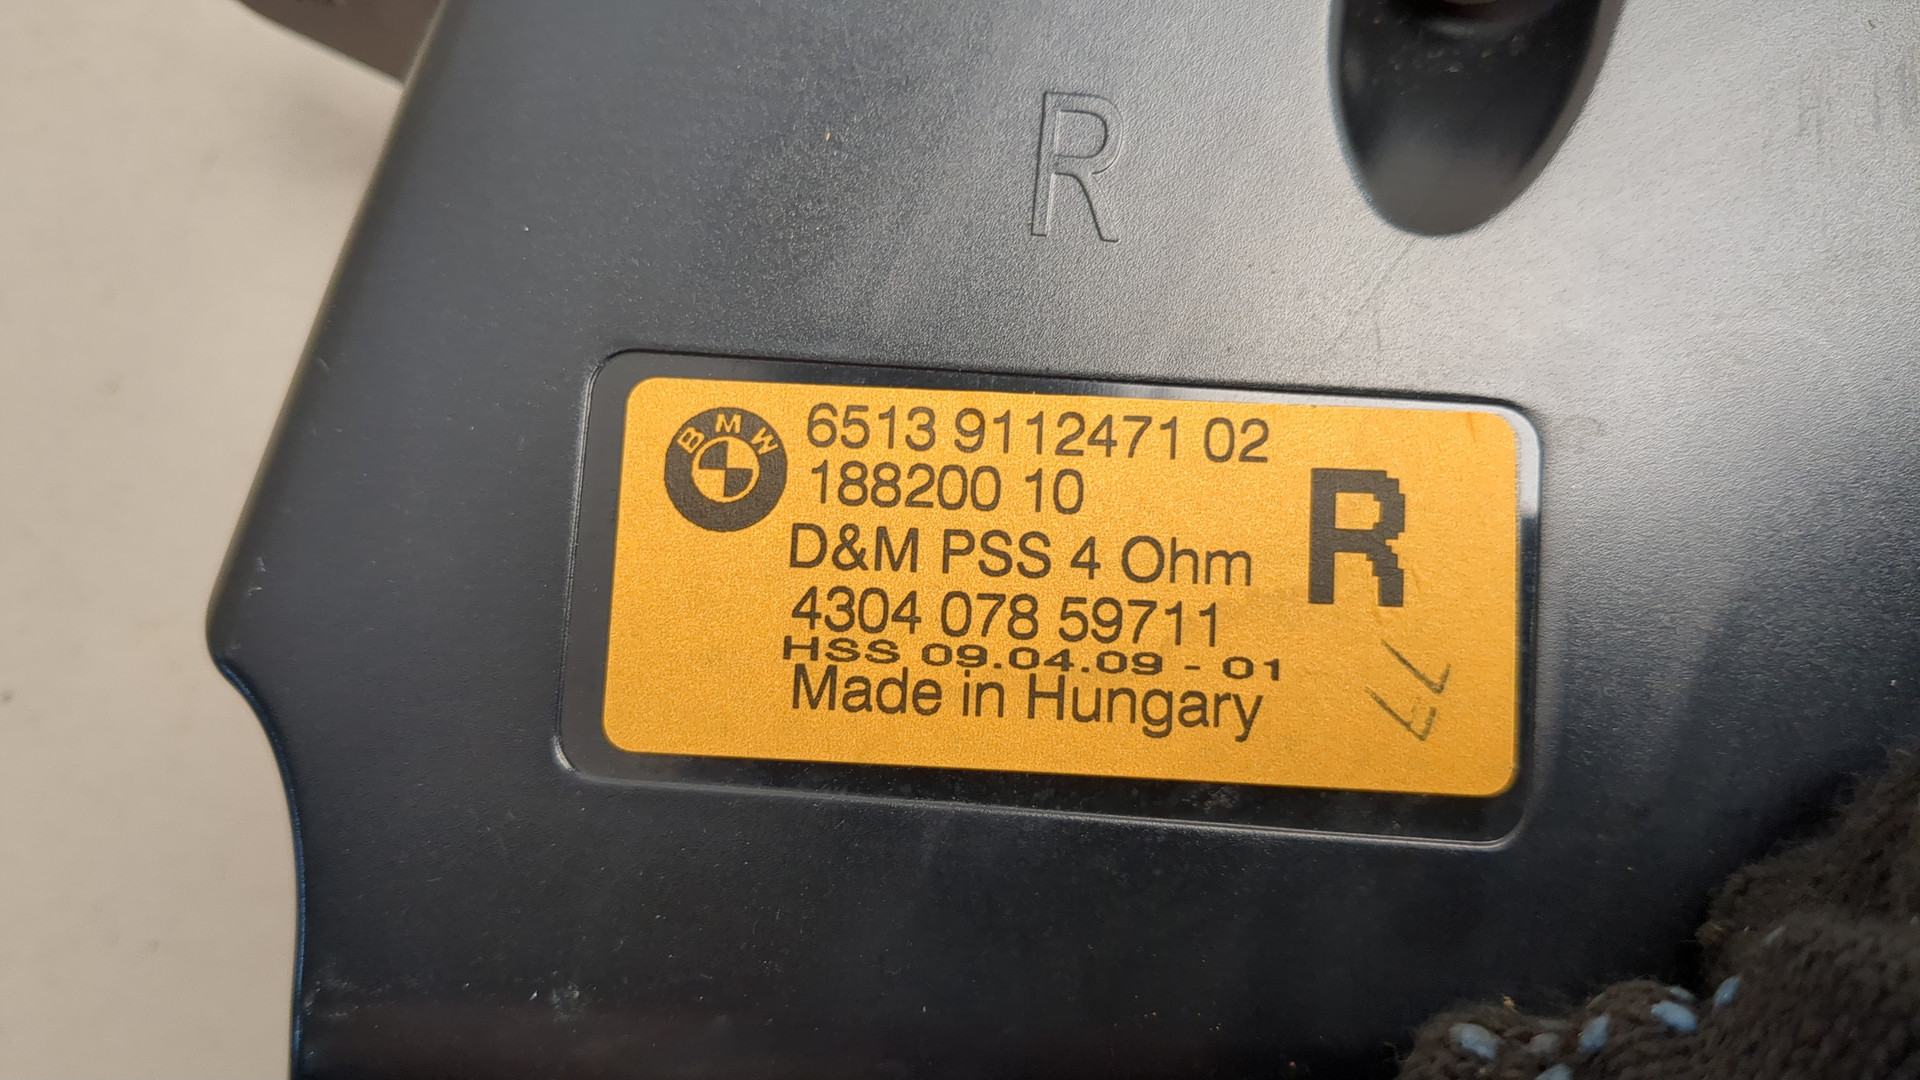 R
BMW
6513 9112471 02
188200 10
D&M PSS 4 Ohm
R
4304 078 59711
HSS 09.04.09 - 01
Made in Hungary
77